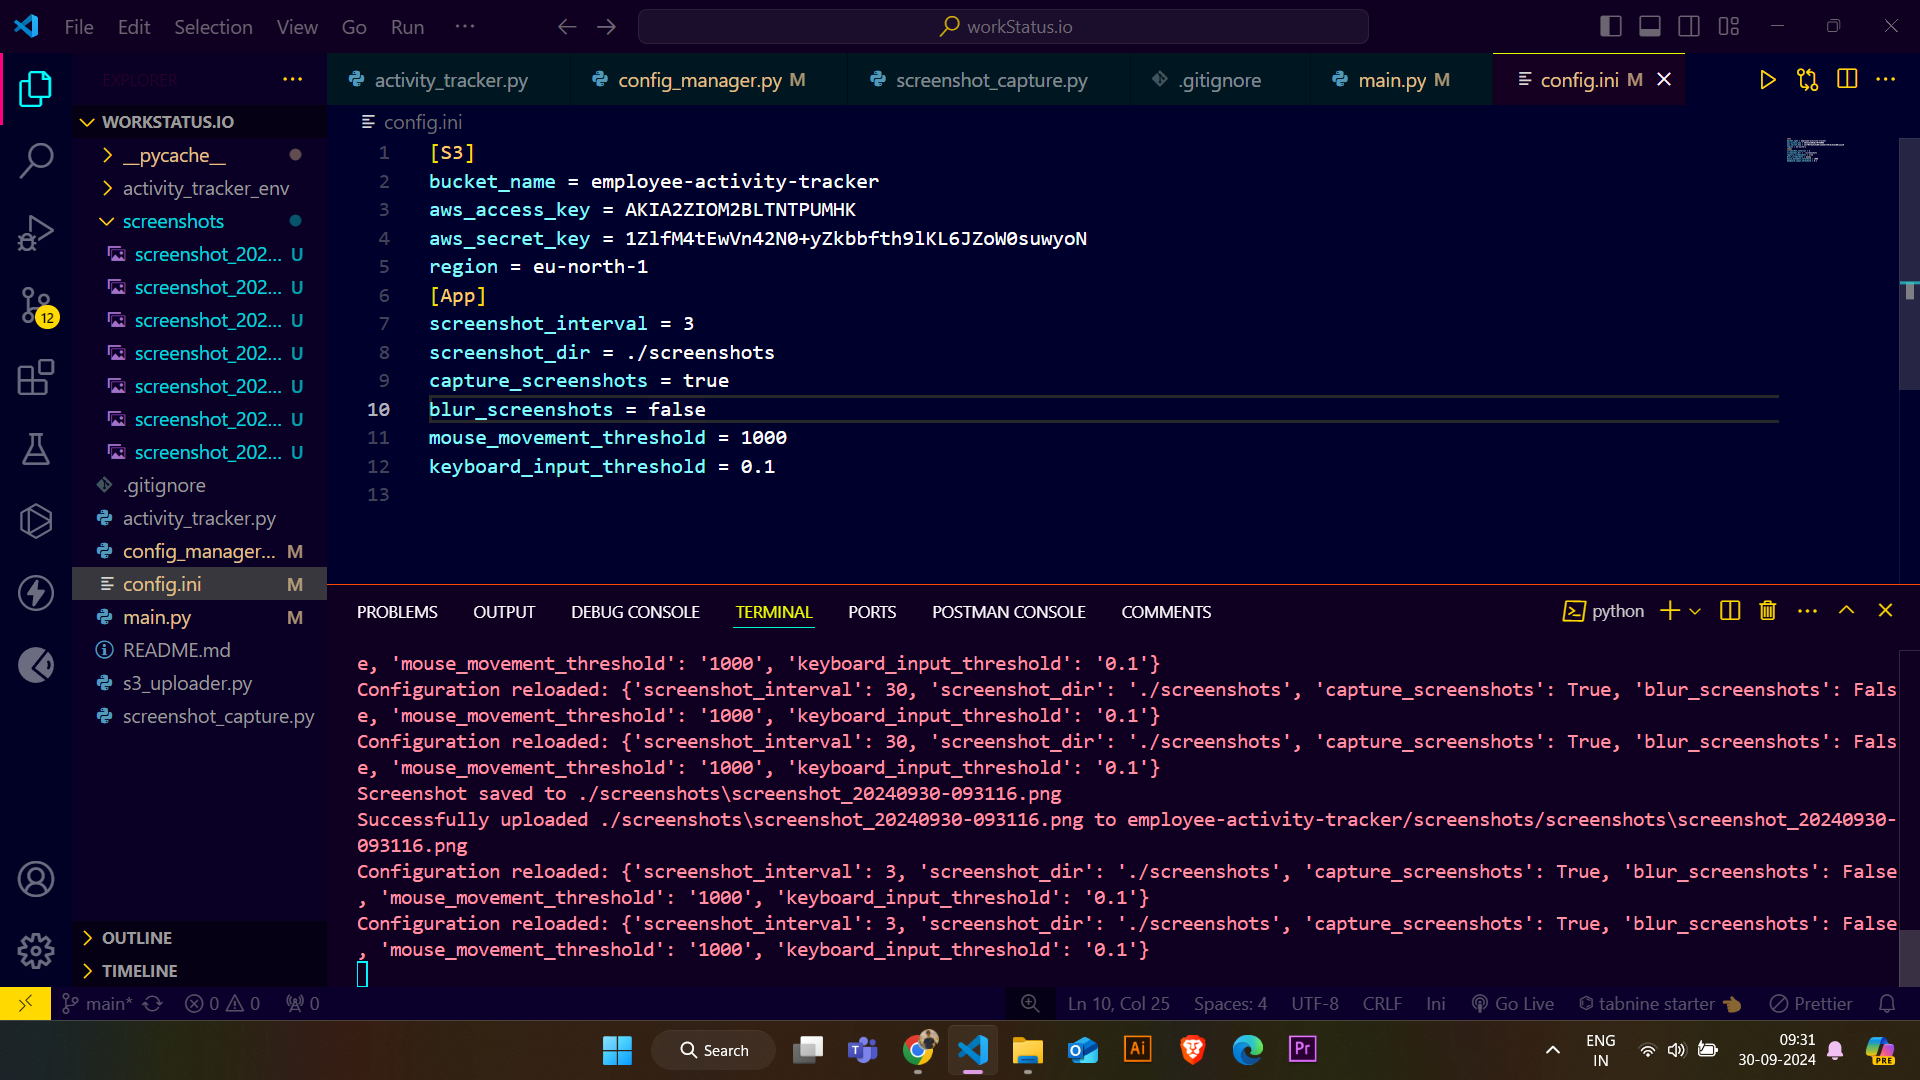 File Edit Selection View Go Run ···
workStatus.io
EXPLORER
WORKSTATUS.IO
__pycache__
activity_tracker_env
screenshots
screenshot_202... U
screenshot_202... U
screenshot_202... U
screenshot_202... U
screenshot_202... U
screenshot_202... U
screenshot_202... U
.gitignore
activity_tracker.py
config_manager... M
config.ini M
main.py M
README.md
s3_uploader.py
screenshot_capture.py
OUTLINE
TIMELINE
12
activity_tracker.py config_manager.py M screenshot_capture.py .gitignore main.py M config.ini M
config.ini
1 [S3]
2 bucket_name = employee-activity-tracker
3 aws_access_key = AKIA2ZIOM2BLTNTPUMHK
4 aws_secret_key = 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
5 region = eu-north-1
6 [App]
7 screenshot_interval = 3
8 screenshot_dir = ./screenshots
9 capture_screenshots = true
10 blur_screenshots = false
11 mouse_movement_threshold = 1000
12 keyboard_input_threshold = 0.1
13
PROBLEMS OUTPUT DEBUG CONSOLE TERMINAL PORTS POSTMAN CONSOLE COMMENTS
python
e, 'mouse_movement_threshold': '1000', 'keyboard_input_threshold': '0.1'}
Configuration reloaded: {'screenshot_interval': 30, 'screenshot_dir': './screenshots', 'capture_screenshots': True, 'blur_screenshots': Fals
e, 'mouse_movement_threshold': '1000', 'keyboard_input_threshold': '0.1'}
Configuration reloaded: {'screenshot_interval': 30, 'screenshot_dir': './screenshots', 'capture_screenshots': True, 'blur_screenshots': Fals
e, 'mouse_movement_threshold': '1000', 'keyboard_input_threshold': '0.1'}
Screenshot saved to ./screenshots\screenshot_20240930-093116.png
Successfully uploaded ./screenshots\screenshot_20240930-093116.png to employee-activity-tracker/screenshots/screenshots\screenshot_20240930-
093116.png
Configuration reloaded: {'screenshot_interval': 3, 'screenshot_dir': './screenshots', 'capture_screenshots': True, 'blur_screenshots': False
, 'mouse_movement_threshold': '1000', 'keyboard_input_threshold': '0.1'}
Configuration reloaded: {'screenshot_interval': 3, 'screenshot_dir': './screenshots', 'capture_screenshots': True, 'blur_screenshots': False
, 'mouse_movement_threshold': '1000', 'keyboard_input_threshold': '0.1'}
main* 0 0 0 Ln 10, Col 25 Spaces: 4 UTF-8 CRLF Ini Go Live tabnine starter Prettier
Search
Ai
Pr
ENG
IN
09:31
30-09-2024
PRE